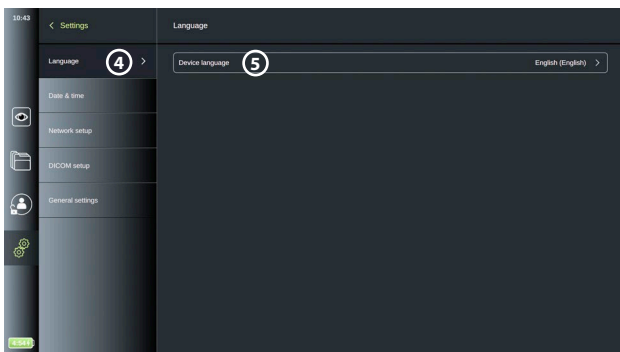 10:43
Settings
Language
Language
4
Device language
5
English (English)
Date & time
Network setup
DICOM setup
General settings